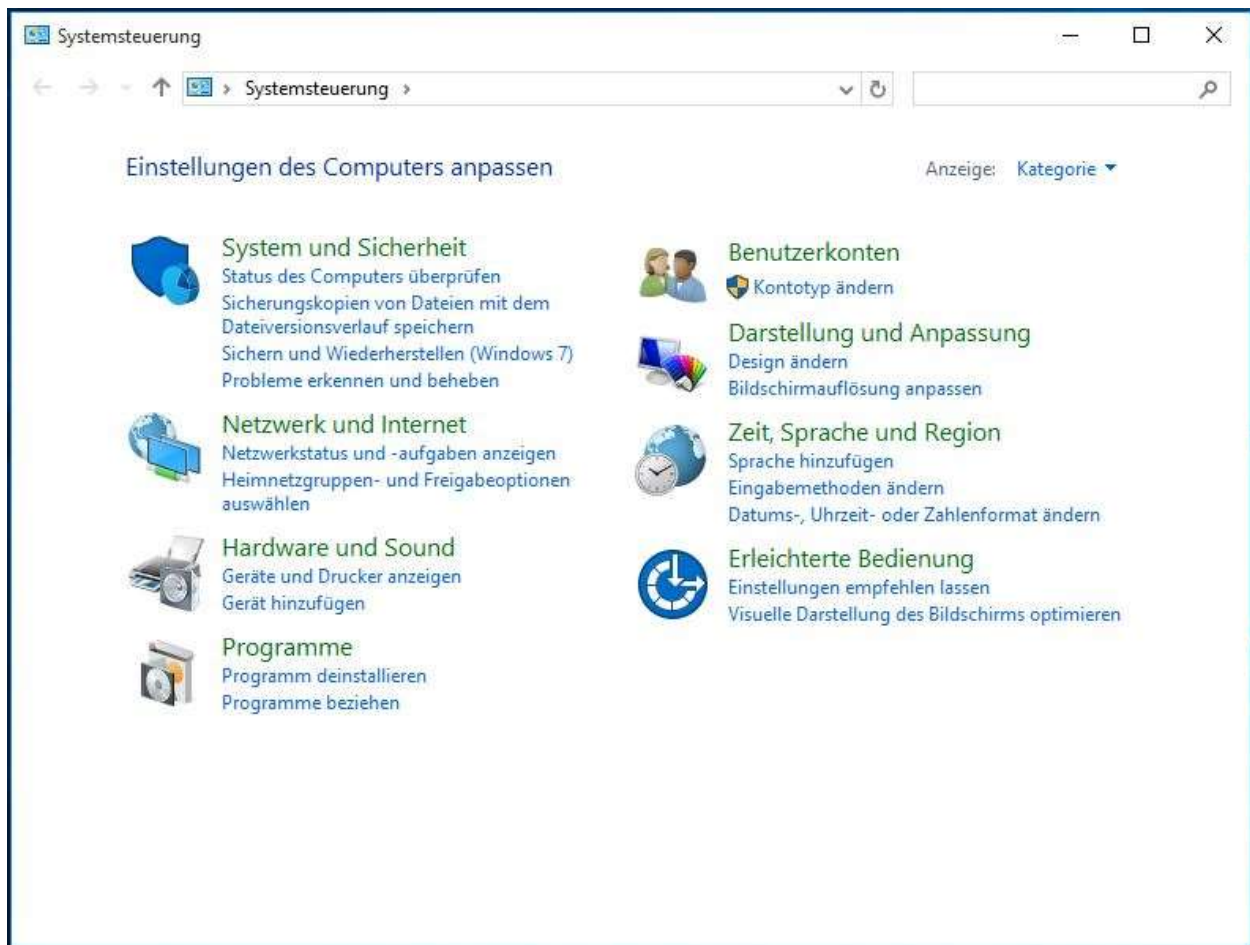 Systemsteuerung
Systemsteuerung
Einstellungen des Computers anpassen
Anzeige: Kategorie
System und Sicherheit
Status des Computers überprüfen
Sicherungskopien von Dateien mit dem
Dateiversionsverlauf speichern
Sichern und Wiederherstellen (Windows 7)
Probleme erkennen und beheben
Netzwerk und Internet
Netzwerkstatus und -aufgaben anzeigen
Heimnetzgruppen- und Freigabeoptionen
auswählen
Hardware und Sound
Geräte und Drucker anzeigen
Gerät hinzufügen
Programme
Programm deinstallieren
Programme beziehen
Benutzerkonten
Kontotyp ändern
Darstellung und Anpassung
Design ändern
Bildschirmauflösung anpassen
Zeit, Sprache und Region
Sprache hinzufügen
Eingabemethoden ändern
Datums-, Uhrzeit- oder Zahlenformat ändern
Erleichterte Bedienung
Einstellungen empfehlen lassen
Visuelle Darstellung des Bildschirms optimieren